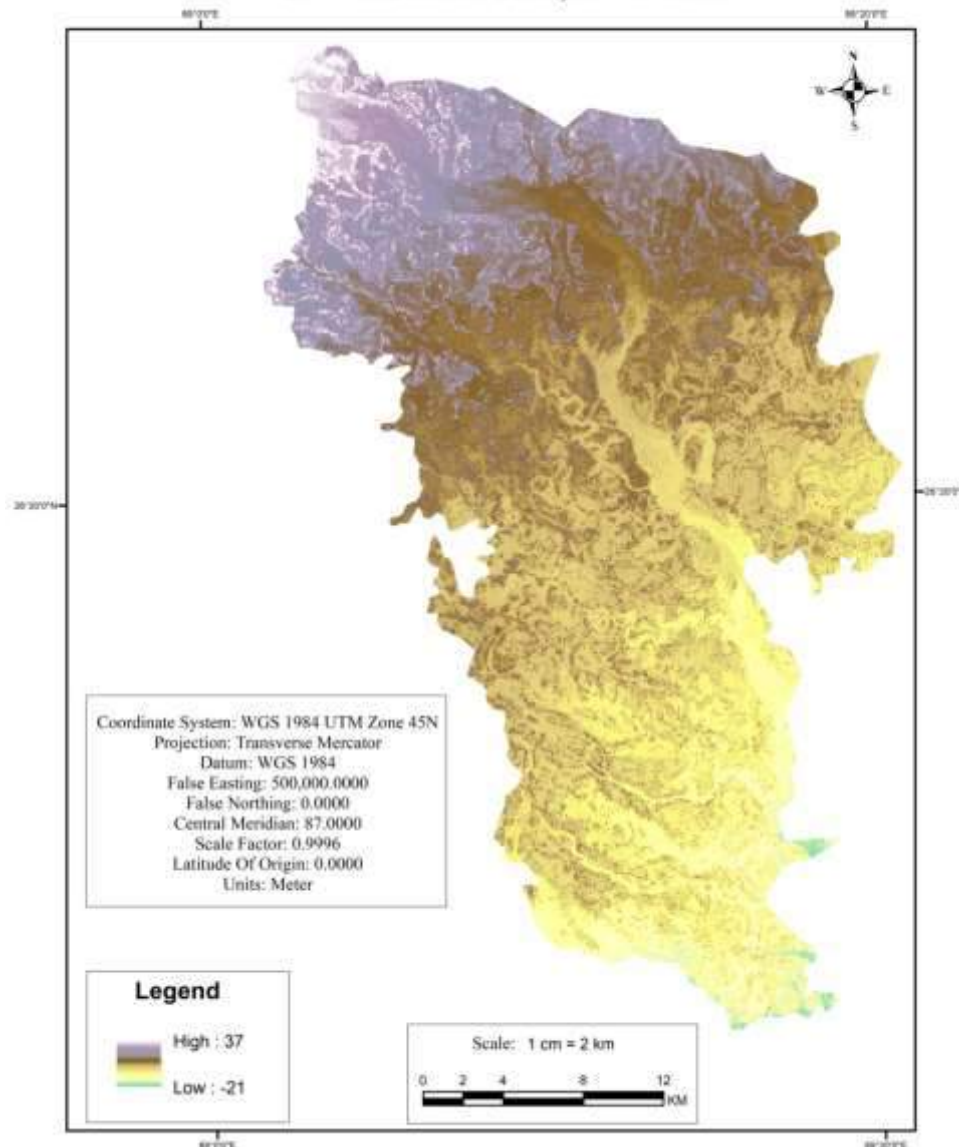 N
W E
S
Coordinate System: WGS 1984 UTM Zone 45N
Projection: Transverse Mercator
Datum: WGS 1984
False Easting: 500,000.0000
False Northing: 0.0000
Central Meridian: 87.0000
Scale Factor: 0.9996
Latitude Of Origin: 0.0000
Units: Meter
Legend
High : 37
Low : -21
Scale: 1 cm = 2 km
0 2 4 8 12
KM